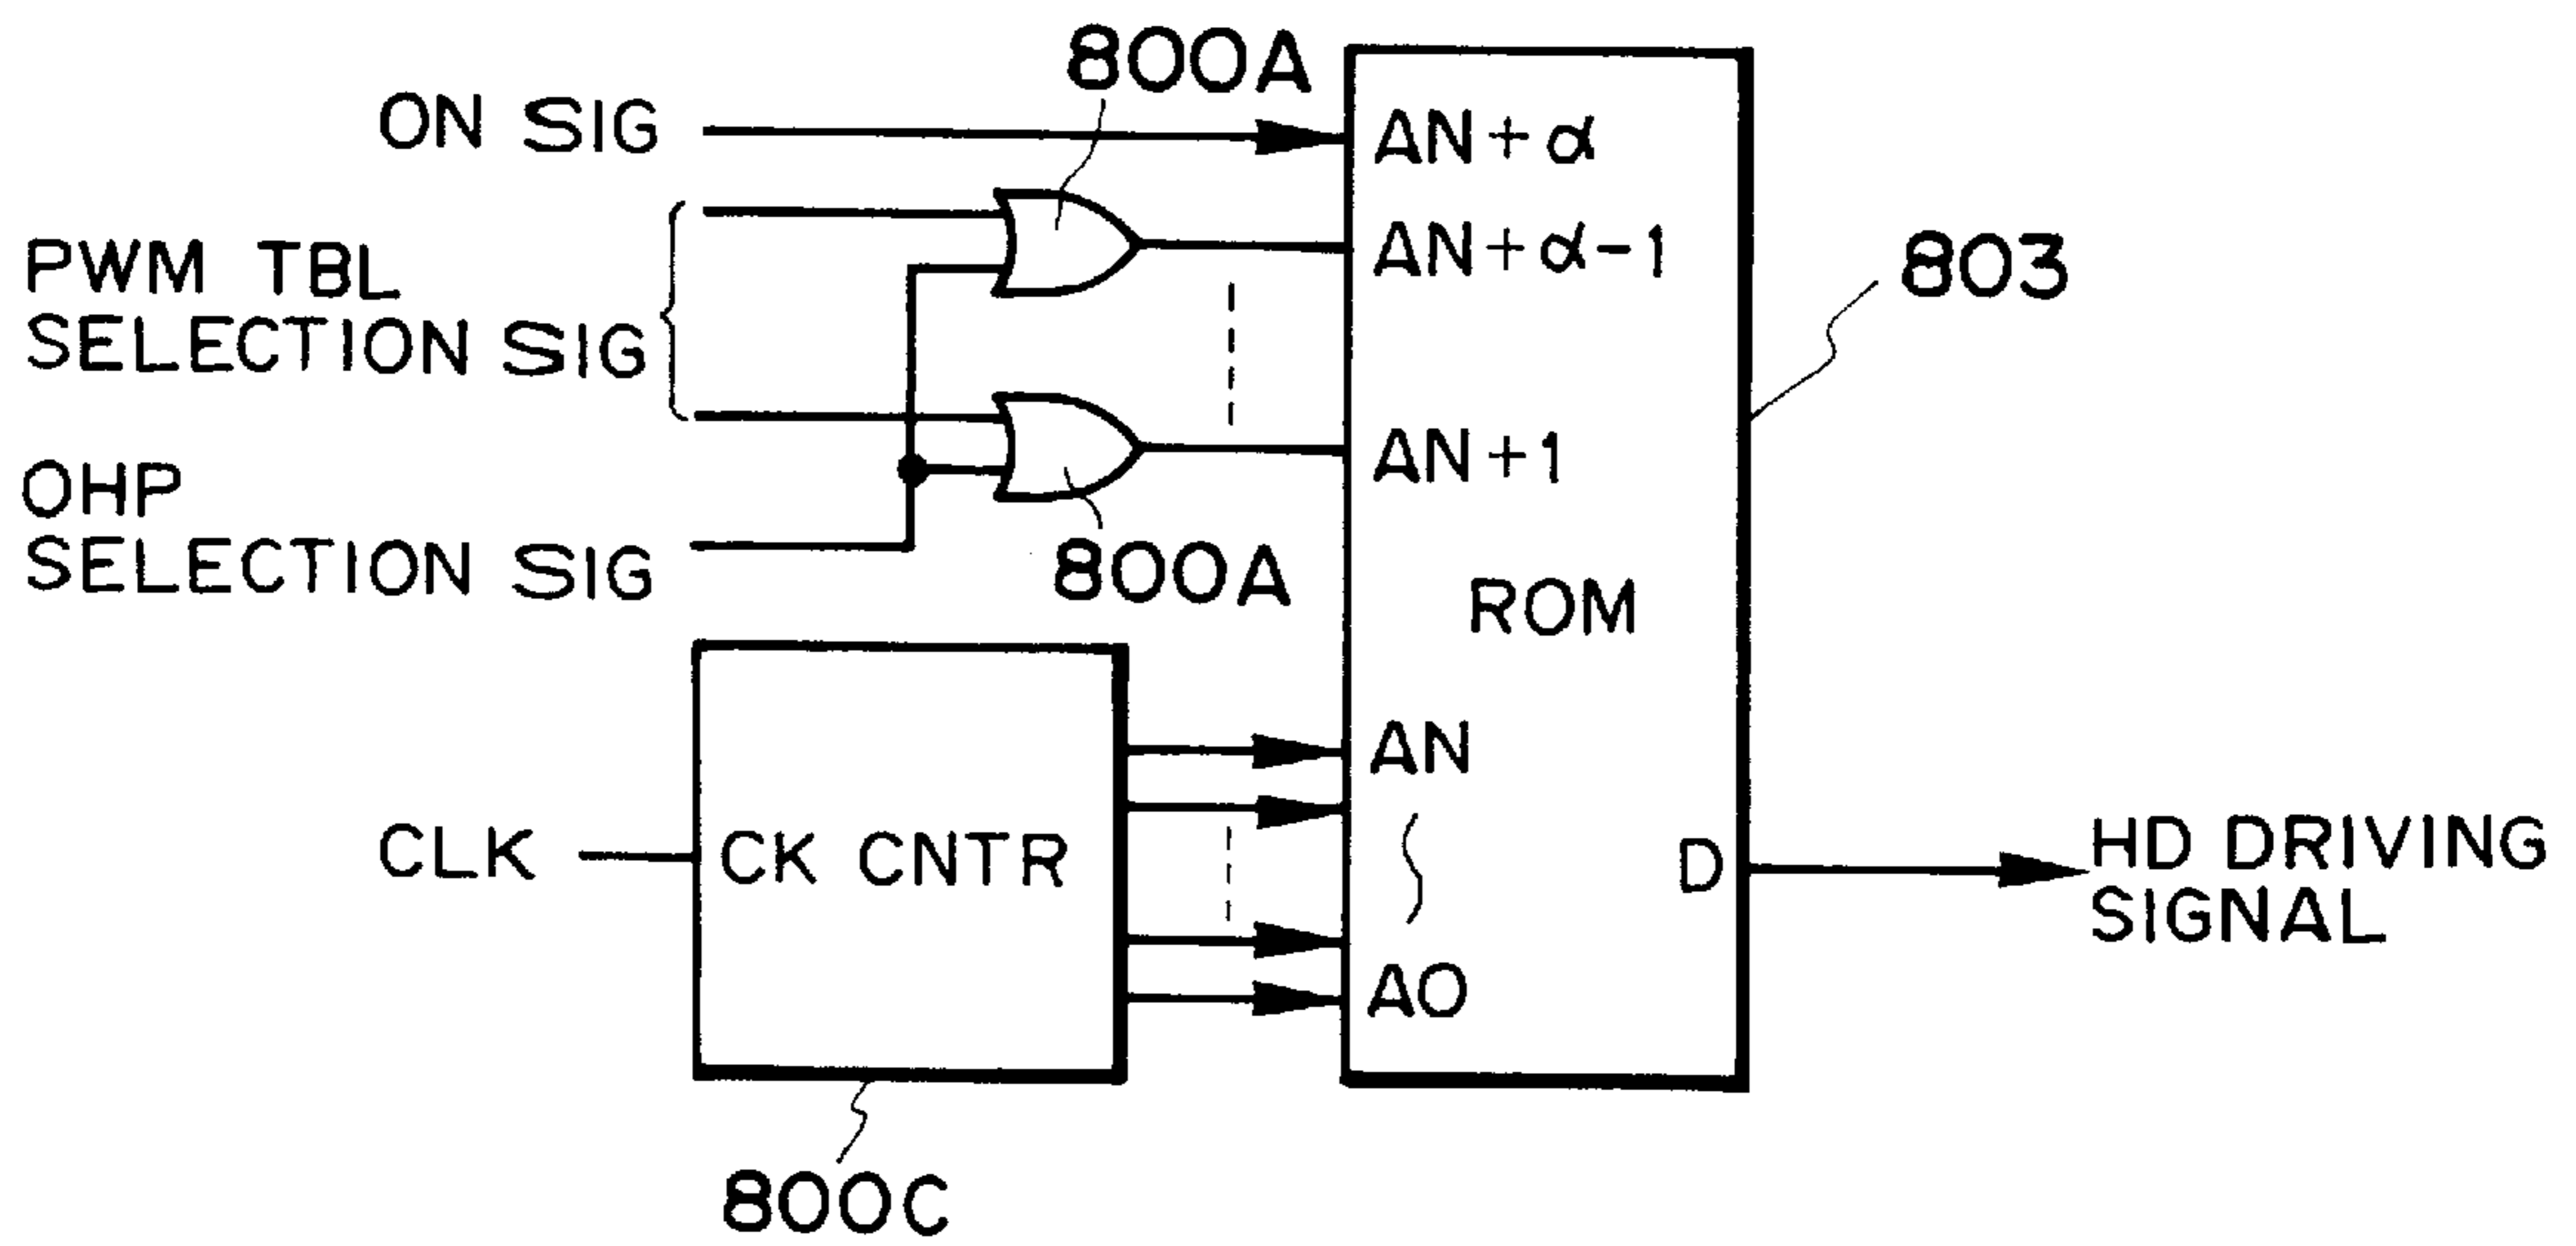 800A
ON SIG
AN+α
PWM TBL
SELECTION SIG
AN+α-1
803
AN+1
OHP
SELECTION SIG
800A
ROM
AN
CLK
CK CNTR
D
HD DRIVING
SIGNAL
A0
800C